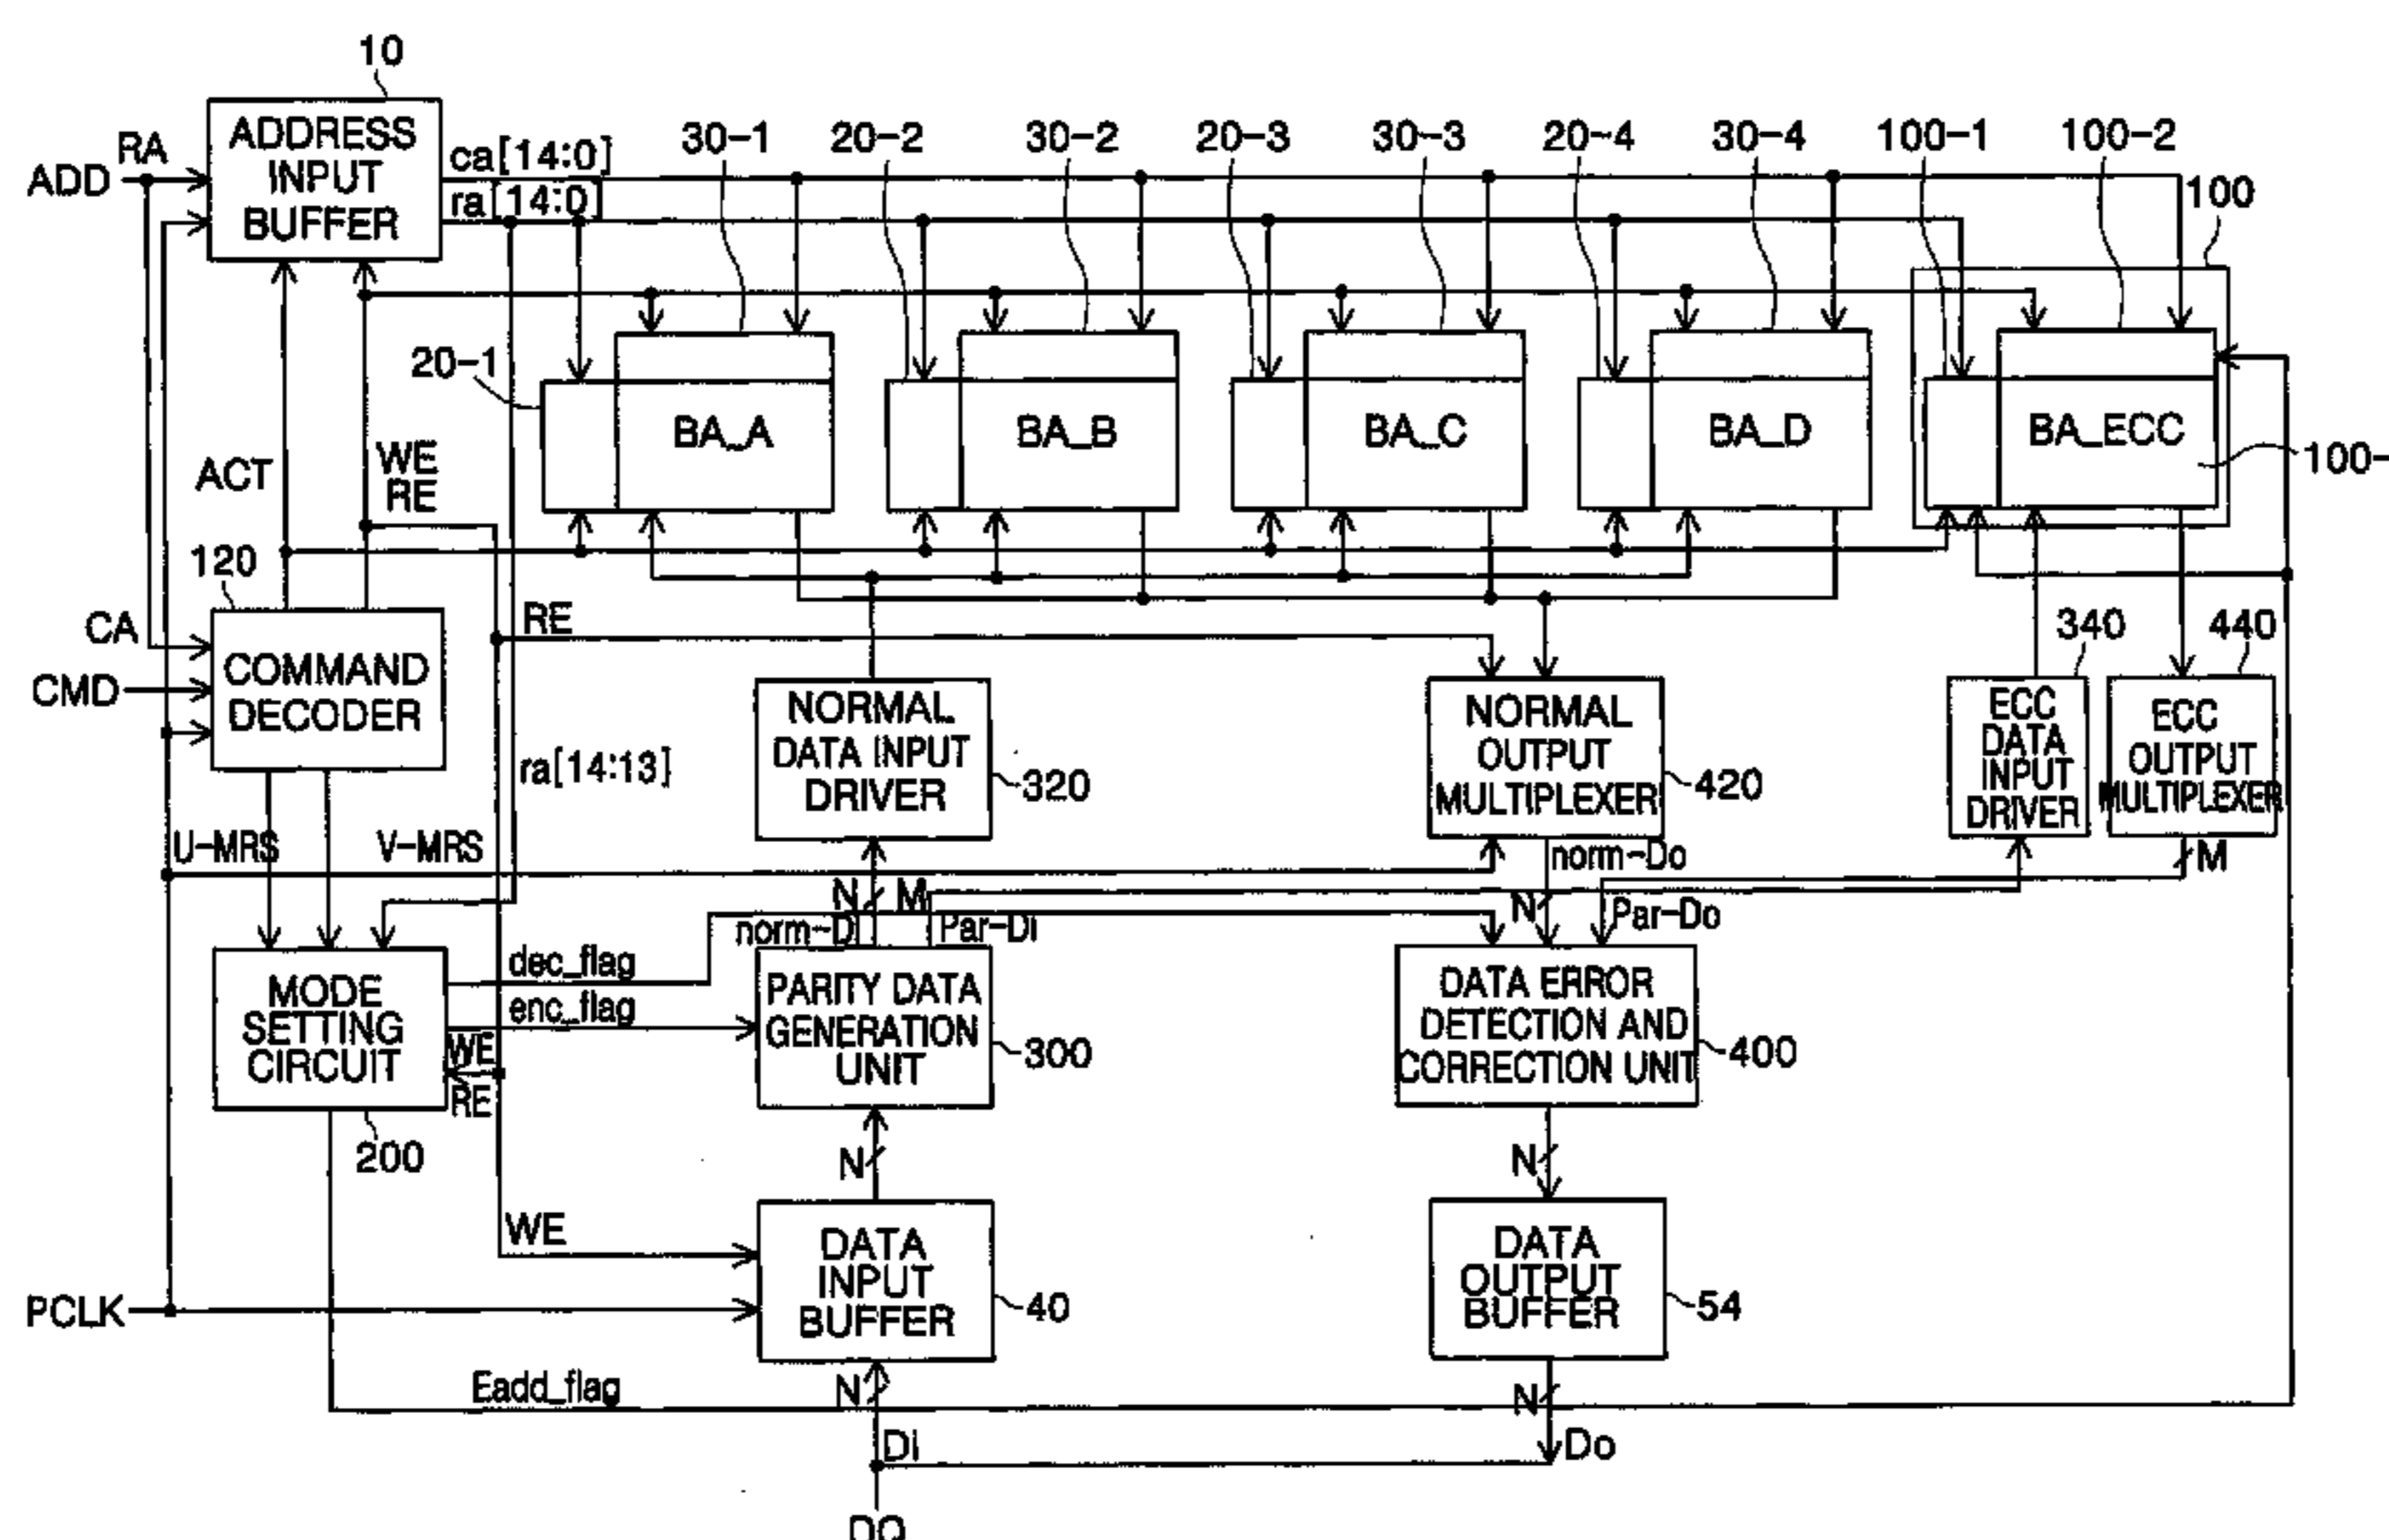 10
ADDRESS
INPUT
BUFFER
RA
ADD
ca[14:0]
ra[14:0]
30-1
20-2
30-2
20-3
30-3
20-4
30-4
100-1
100-2
100
20-1
BA_A
BA_B
BA_C
BA_D
BA_ECC
100-
ACT
WE
RE
120
CA
CMD
COMMAND
DECODER
RE
340
440
NORMAL
DATA INPUT
DRIVER
320
NORMAL
OUTPUT
MULTIPLEXER
420
ECC
DATA
INPUT
DRIVER
ECC
OUTPUT
MULTIPLEXER
ra[14:13]
U-MRS
V-MRS
N
M
norm-Di
Par-Di
norm-Do
N
Par-Do
M
dec_flag
enc_flag
MODE
SETTING
CIRCUIT
200
WE
RE
PARITY DATA
GENERATION
UNIT
300
DATA ERROR
DETECTION AND
CORRECTION UNIT
400
N
N
WE
PCLK
DATA
INPUT
BUFFER
40
DATA
OUTPUT
BUFFER
54
Eadd_flag
N
N
Di
Do
DQ